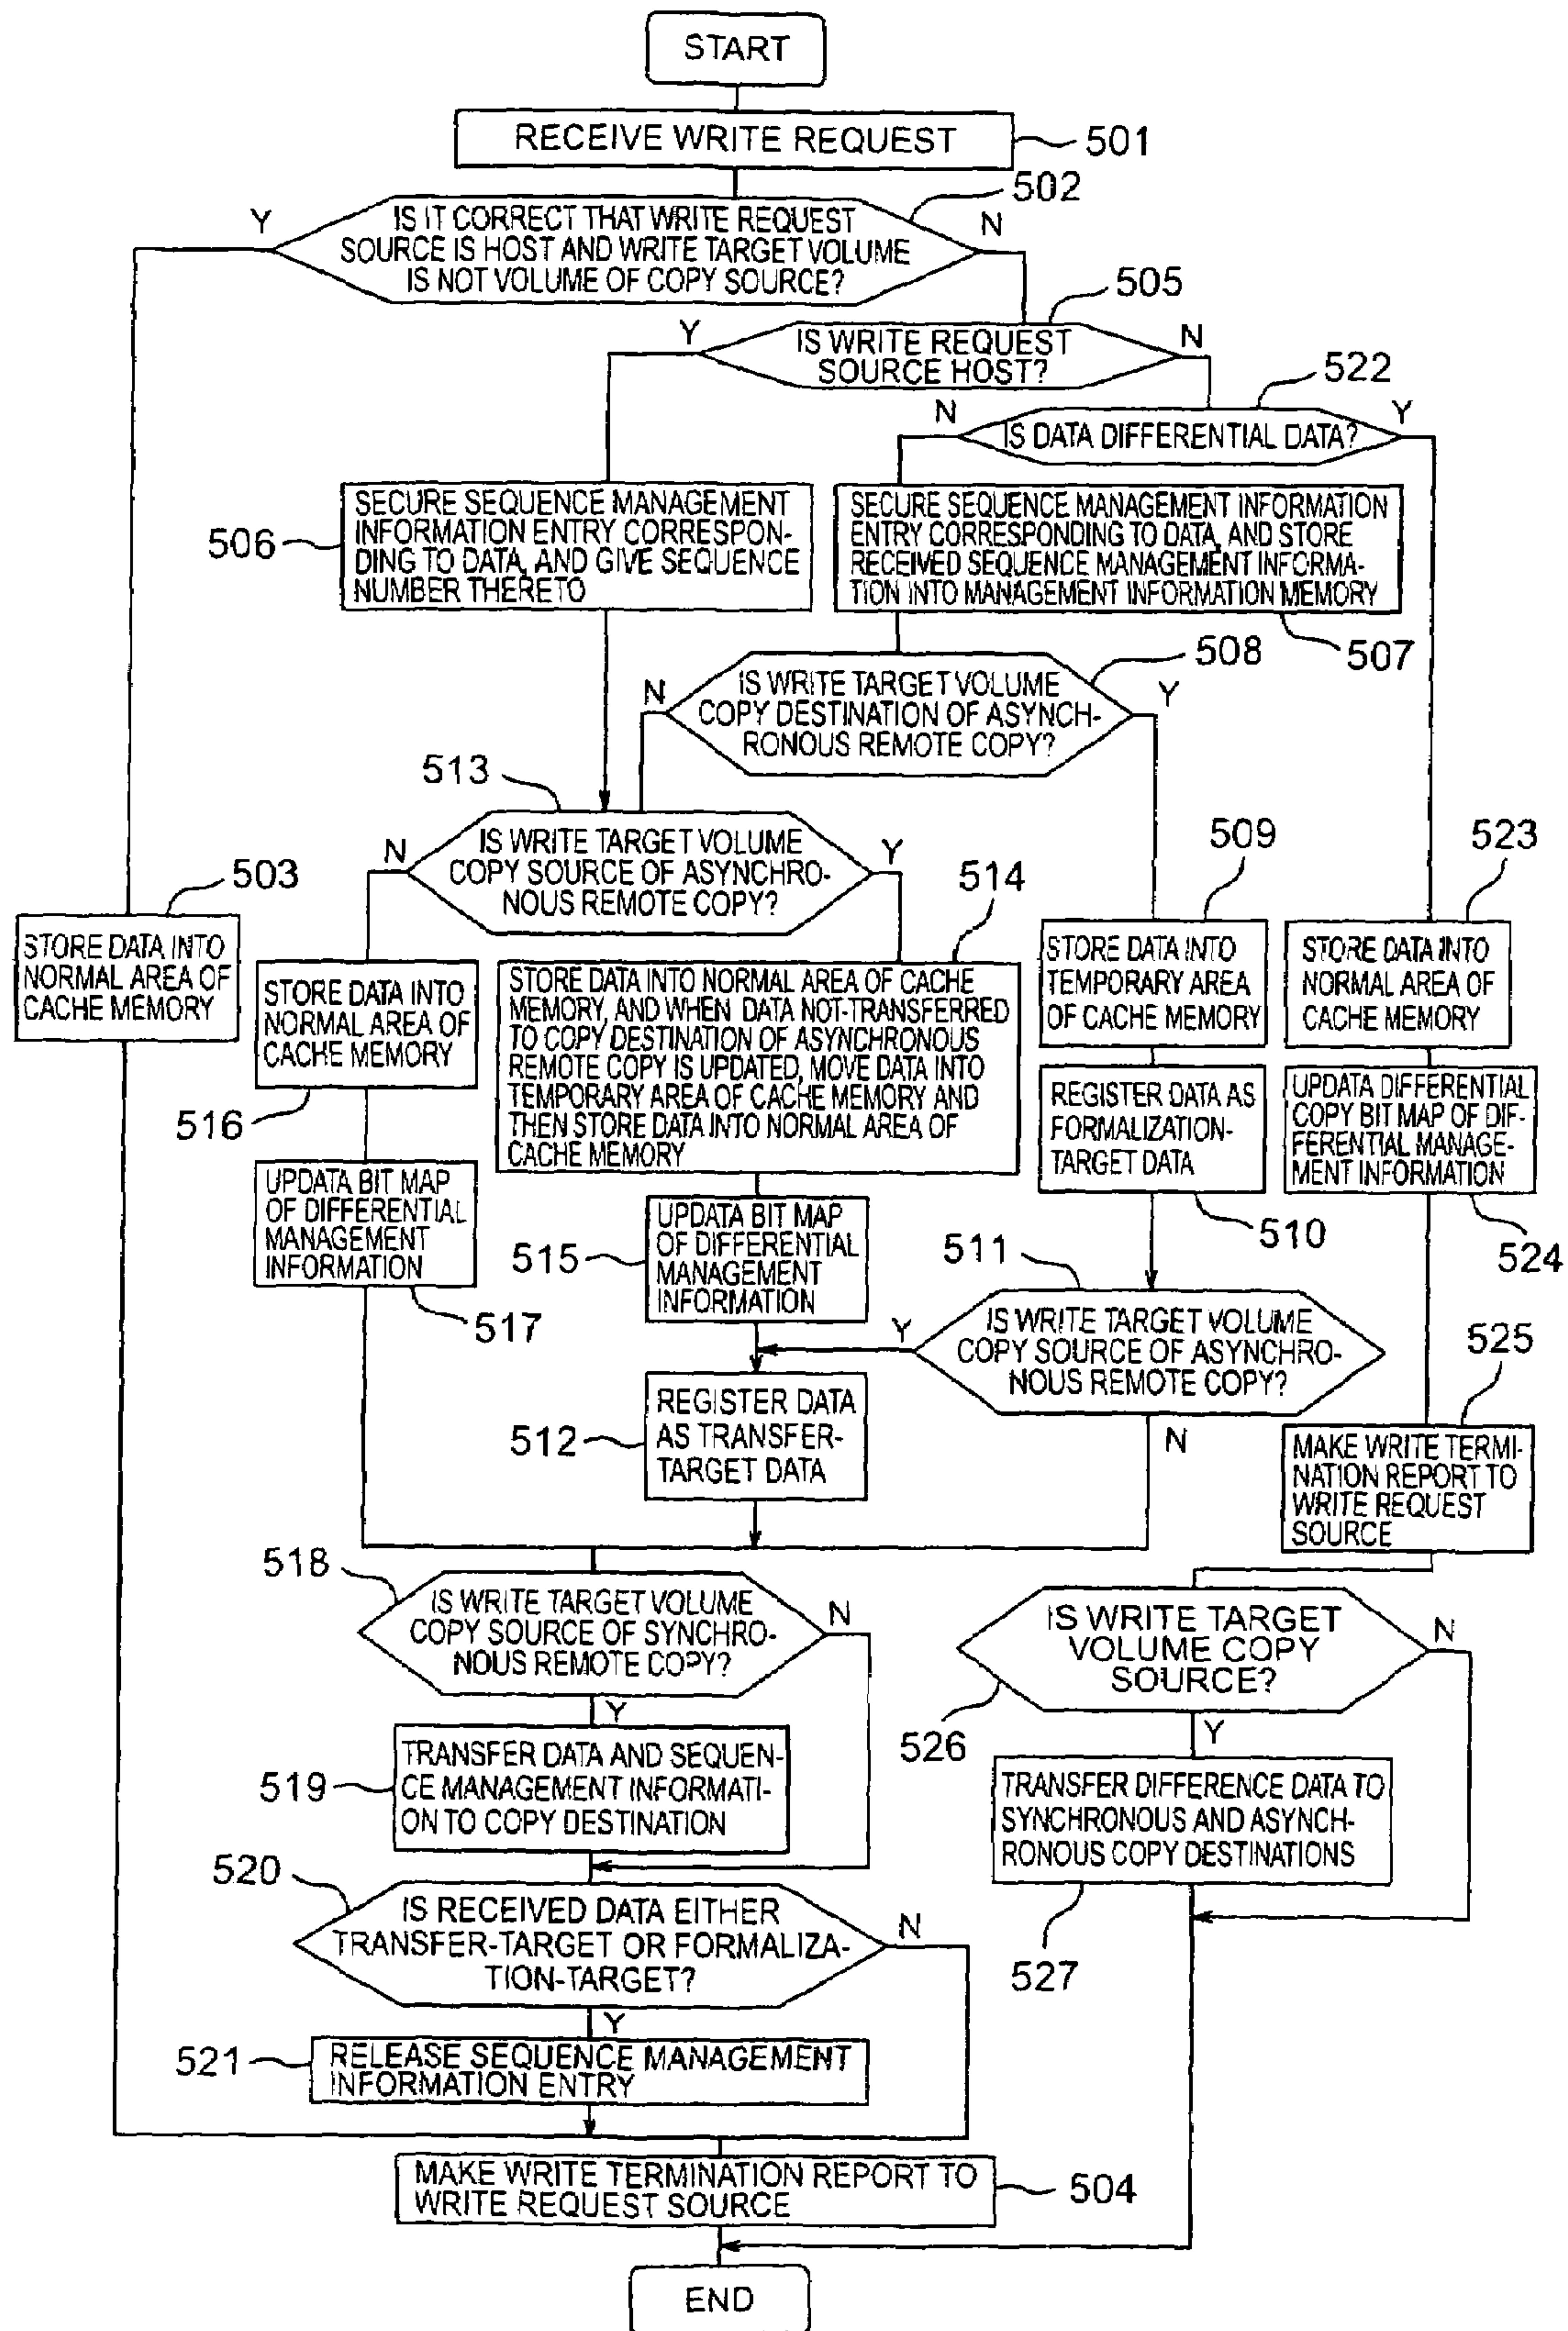 START
RECEIVE WRITE REQUEST
501
502
Y
IS IT CORRECT THAT WRITE REQUEST
SOURCE IS HOST AND WRITE TARGET VOLUME
IS NOT VOLUME OF COPY SOURCE?
N
505
Y
IS WRITE REQUEST
SOURCE HOST?
N
522
N
IS DATA DIFFERENTIAL DATA?
Y
506
SECURE SEQUENCE MANAGEMENT
INFORMATION ENTRY CORRESPON-
DING TO DATA, AND GIVE SEQUENCE
NUMBER THERETO
SECURE SEQUENCE MANAGEMENT INFORMATION
ENTRY CORRESPONDING TO DATA, AND STORE
RECEIVED SEQUENCE MANAGEMENT INFORMA-
TION INTO MANAGEMENT INFORMATION MEMORY
507
508
N
IS WRITE TARGET VOLUME
COPY DESTINATION OF ASYNCH-
RONOUS REMOTE COPY?
Y
513
N
IS WRITE TARGET VOLUME
COPY SOURCE OF ASYNCHRO-
NOUS REMOTE COPY?
Y
503
STORE DATA INTO
NORMAL AREA OF
CACHE MEMORY
STORE DATA INTO
NORMAL AREA OF
CACHE MEMORY
516
514
STORE DATA INTO NORMAL AREA OF CACHE
MEMORY, AND WHEN DATA NOT-TRANSFERRED
TO COPY DESTINATION OF ASYNCHRONOUS
REMOTE COPY IS UPDATED, MOVE DATA INTO
TEMPORARY AREA OF CACHE MEMORY AND
THEN STORE DATA INTO NORMAL AREA OF
CACHE MEMORY
509
STORE DATA INTO
TEMPORARY AREA
OF CACHE MEMORY
523
STORE DATA INTO
NORMAL AREA OF
CACHE MEMORY
UPDATA BIT MAP
OF DIFFERENTIAL
MANAGEMENT
INFORMATION
517
515
UPDATA BIT MAP
OF DIFFERENTIAL
MANAGEMENT
INFORMATION
REGISTER DATA AS
FORMALIZATION-
TARGET DATA
510
UPDATA DIFFERENTIAL
COPY BIT MAP OF DIF-
FERENTIAL MANAGE-
MENT INFORMATION
524
511
Y
IS WRITE TARGET VOLUME
COPY SOURCE OF ASYNCHRO-
NOUS REMOTE COPY?
N
512
REGISTER DATA
AS TRANSFER-
TARGET DATA
525
MAKE WRITE TERMI-
NATION REPORT TO
WRITE REQUEST
SOURCE
518
IS WRITE TARGET VOLUME
COPY SOURCE OF SYNCHRO-
NOUS REMOTE COPY?
N
Y
IS WRITE TARGET
VOLUME COPY
SOURCE?
N
526
Y
519
TRANSFER DATA AND SEQUEN-
CE MANAGEMENT INFORMATI-
ON TO COPY DESTINATION
TRANSFER DIFFERENCE DATA TO
SYNCHRONOUS AND ASYNCH-
RONOUS COPY DESTINATIONS
527
520
IS RECEIVED DATA EITHER
TRANSFER-TARGET OR FORMALIZA-
TION-TARGET?
N
Y
521
RELEASE SEQUENCE MANAGEMENT
INFORMATION ENTRY
MAKE WRITE TERMINATION REPORT TO
WRITE REQUEST SOURCE
504
END